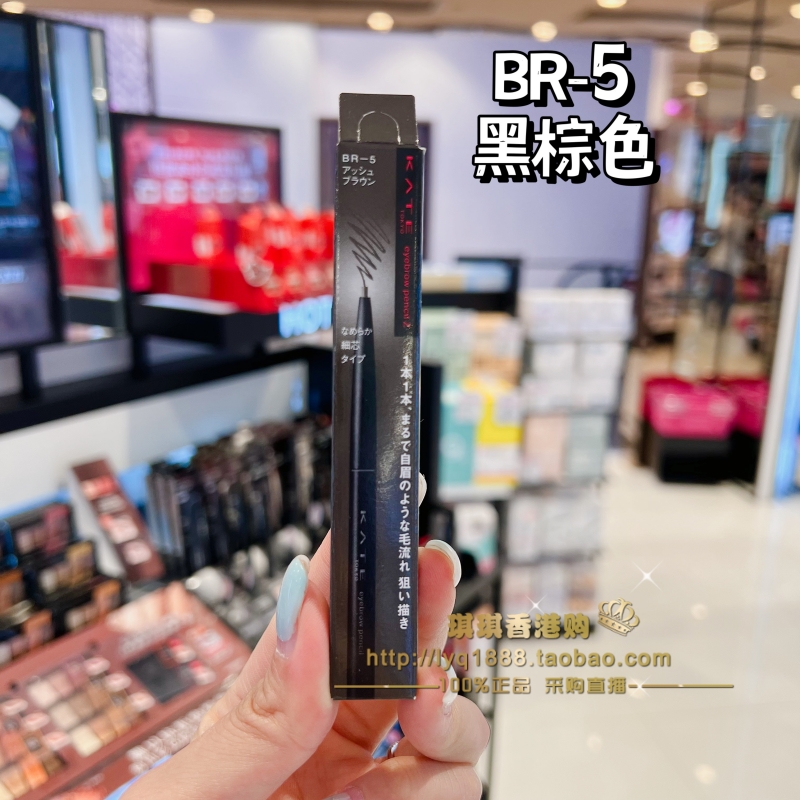 BR-5
黑棕色
BR-5
アッシュ
ブラウン
KATE
TOKYO
eyebrow pencil Z
なめらか
細芯
タイプ
1本1本、まるで自眉のような毛流れ 狙い描き
KATE
TOKYO
eyebrow pencil
琪琪香港购
http://lyq1888.taobao.com
100%正品 采购直播